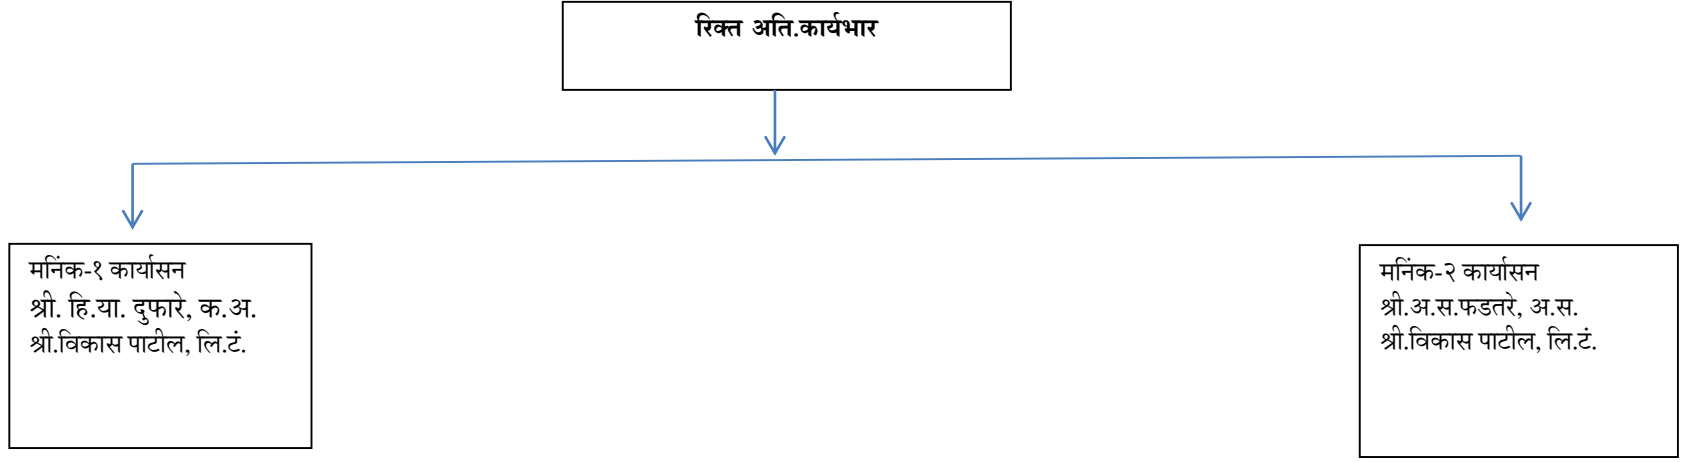 रिक्त अति.कार्यभार
मनिंक-१ कार्यासन
श्री. हि.या. दुफारे, क.अ.
श्री.विकास पाटील, लि.टं.
मनिंक-२ कार्यासन
श्री.अ.स.फडतरे, अ.स.
श्री.विकास पाटील, लि.टं.